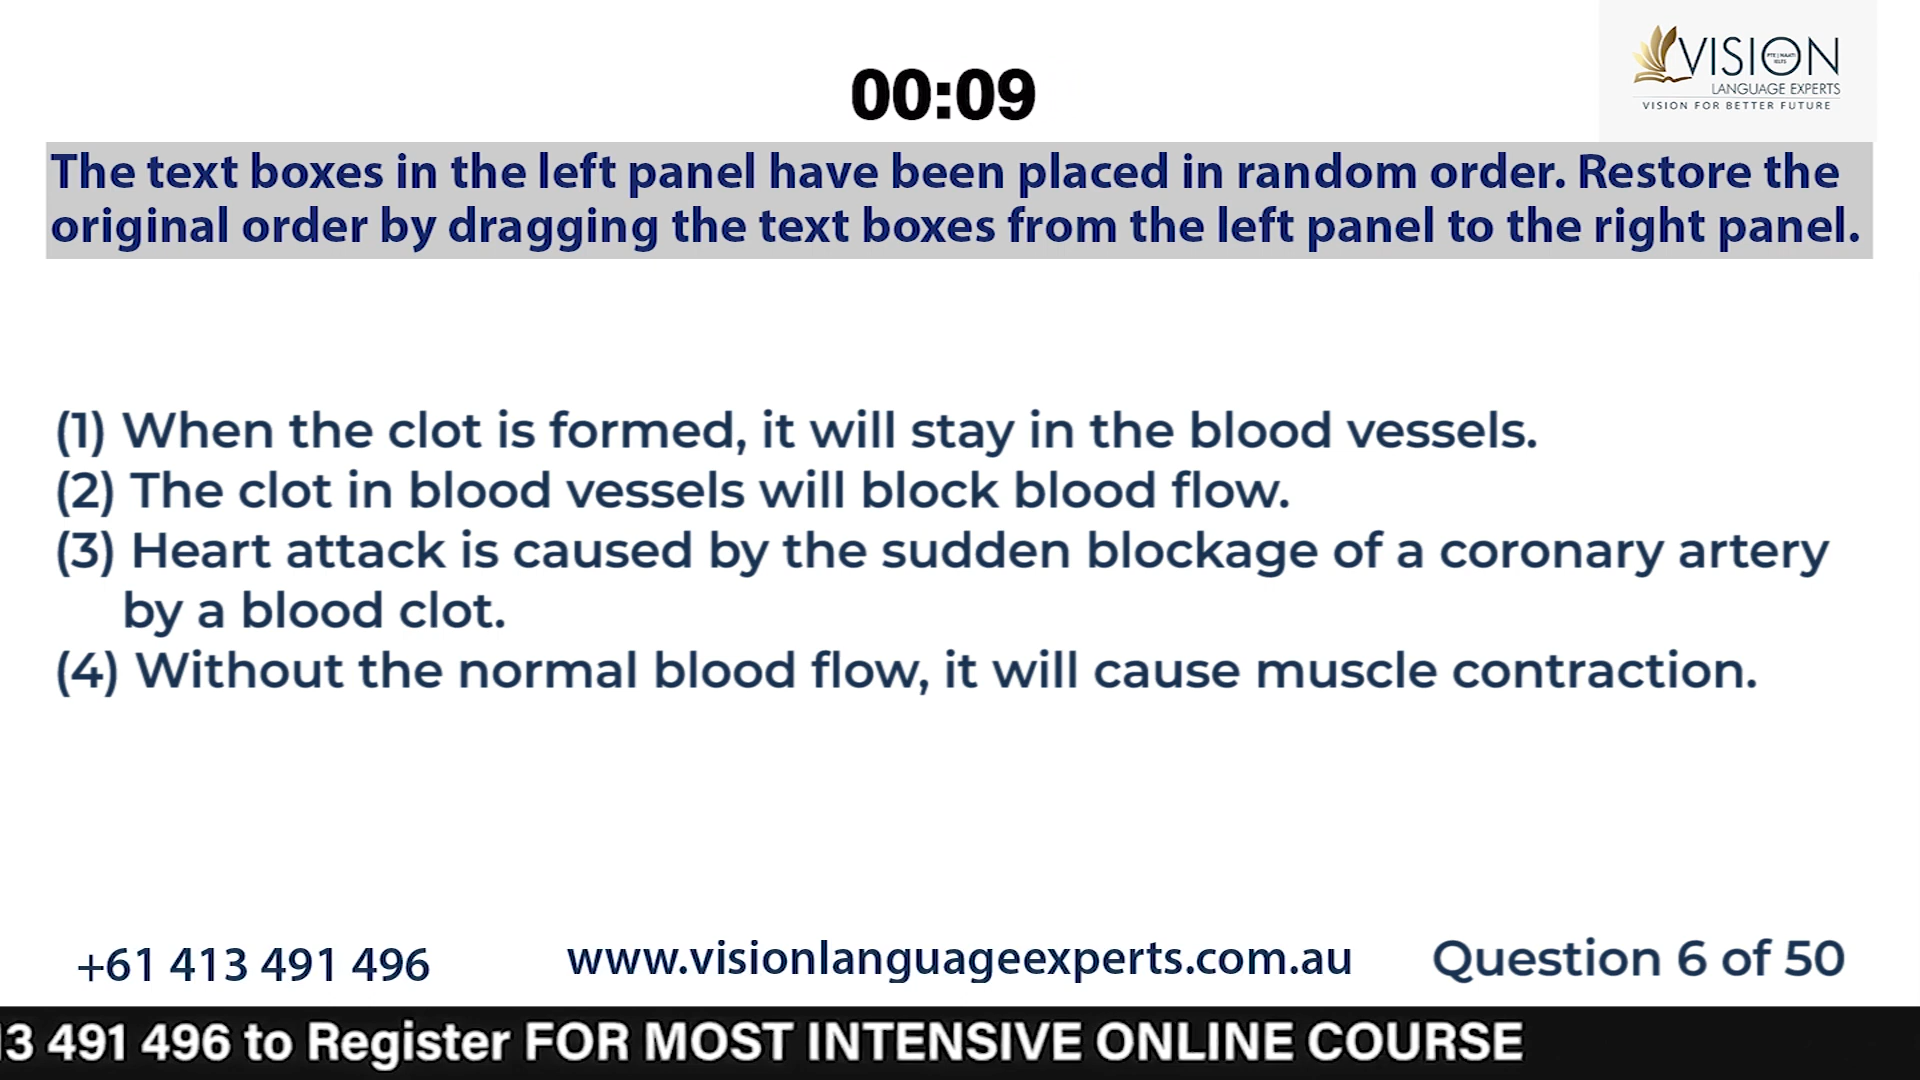 VISION
PTE | NAATI
IELTS
LANGUAGE EXPERTS
VISION FOR BETTER FUTURE
00:09
The text boxes in the left panel have been placed in random order. Restore the
original order by dragging the text boxes from the left panel to the right panel.
(1) When the clot is formed, it will stay in the blood vessels.
(2) The clot in blood vessels will block blood flow.
(3) Heart attack is caused by the sudden blockage of a coronary artery
by a blood clot.
(4) Without the normal blood flow, it will cause muscle contraction.
+61 413 491 496
www.visionlanguageexperts.com.au
Question 6 of 50
13 491 496 to Register FOR MOST INTENSIVE ONLINE COURSE